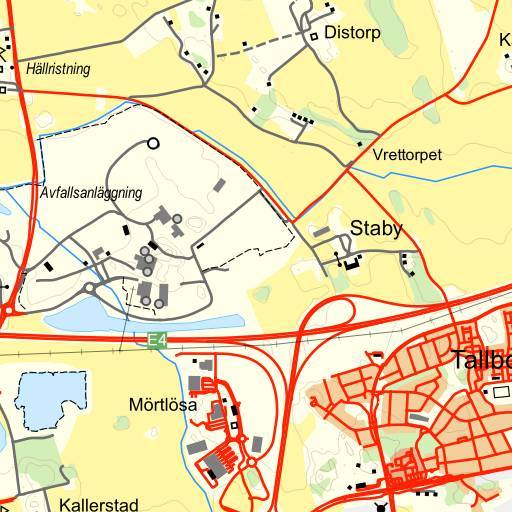 Distorp
Hällristning
Vrettorpet
Avfallsanläggning
Staby
E4
Mörtlösa
Kallerstad